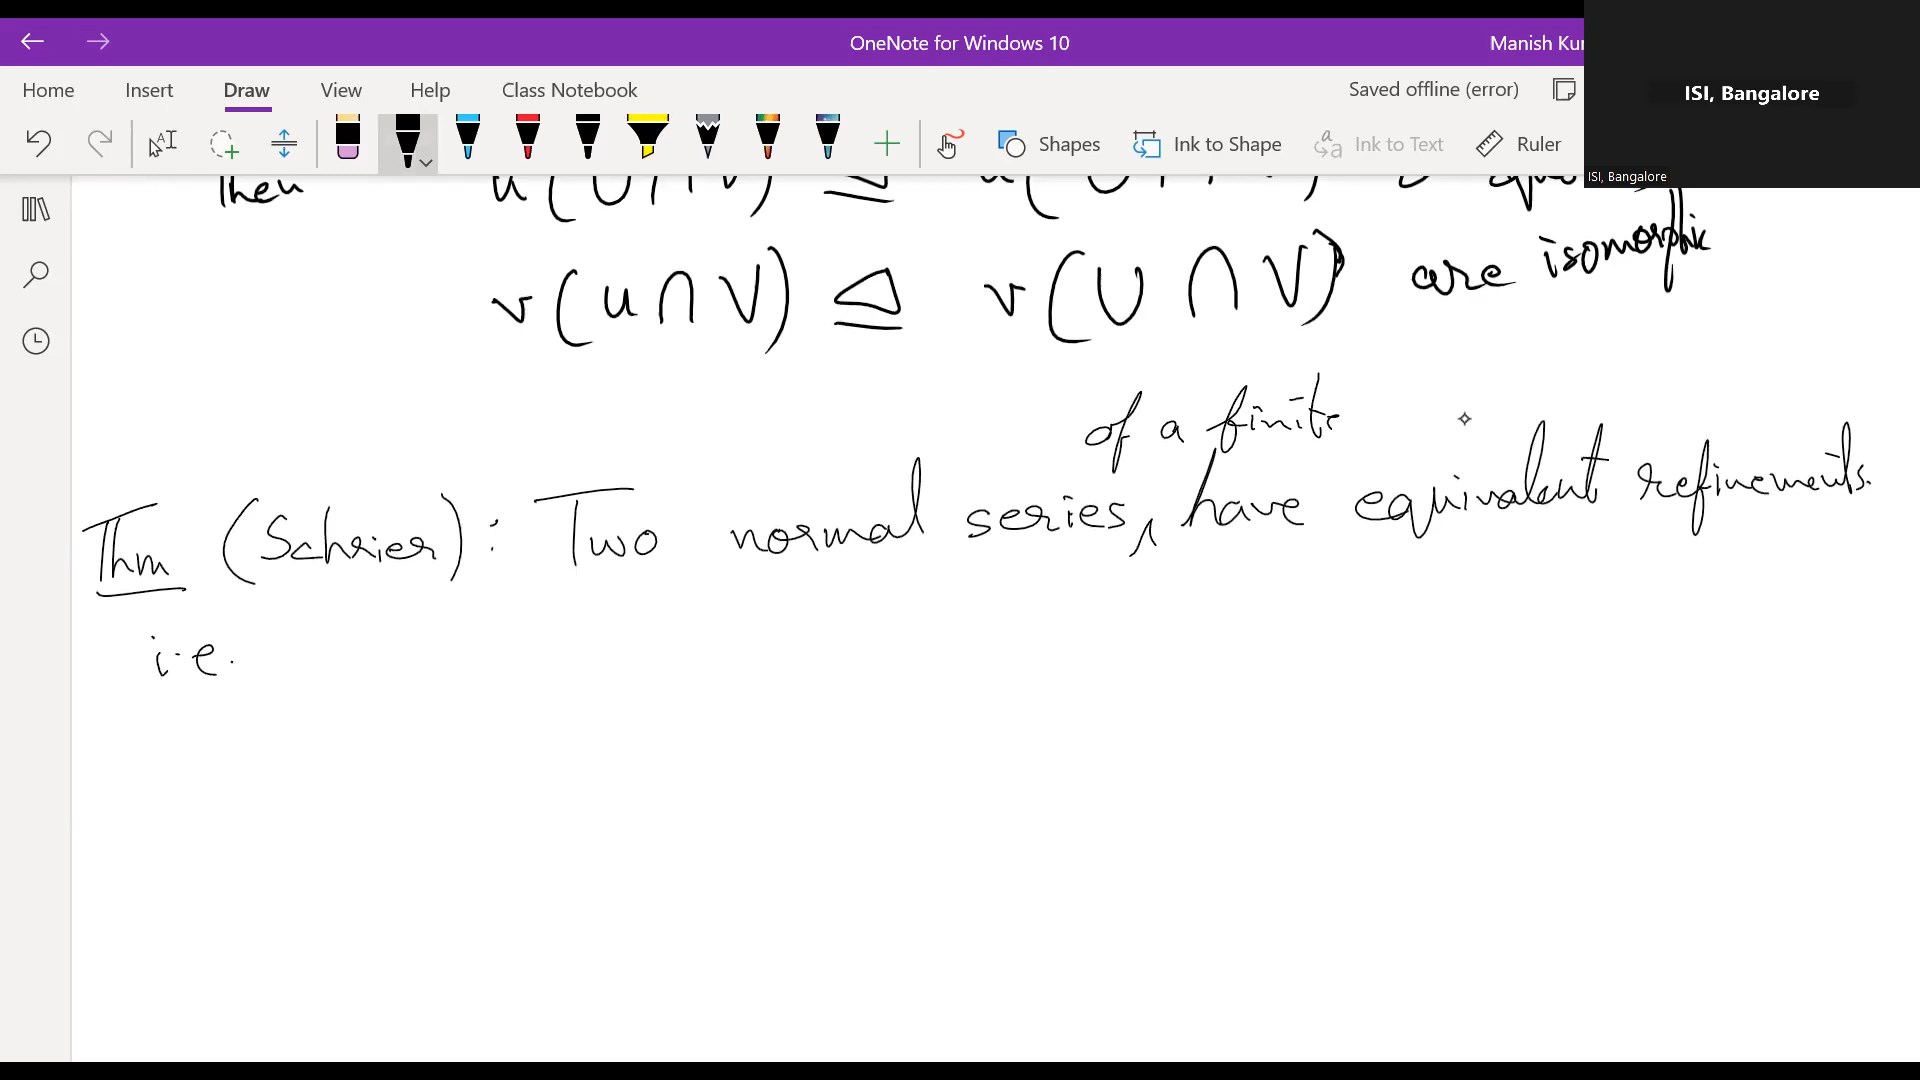 OneNote for Windows 10
Manish Kur
ISI, Bangalore
Home Insert Draw View Help Class Notebook
Saved offline (error)
Shapes Ink to Shape Ink to Text Ruler
ISI, Bangalore
Then
v(u∩V) ⊴ v(U∩V) are isomorphic
of a finite
Thm (Schrier): Two normal series, have equivalent refinements.
i.e.